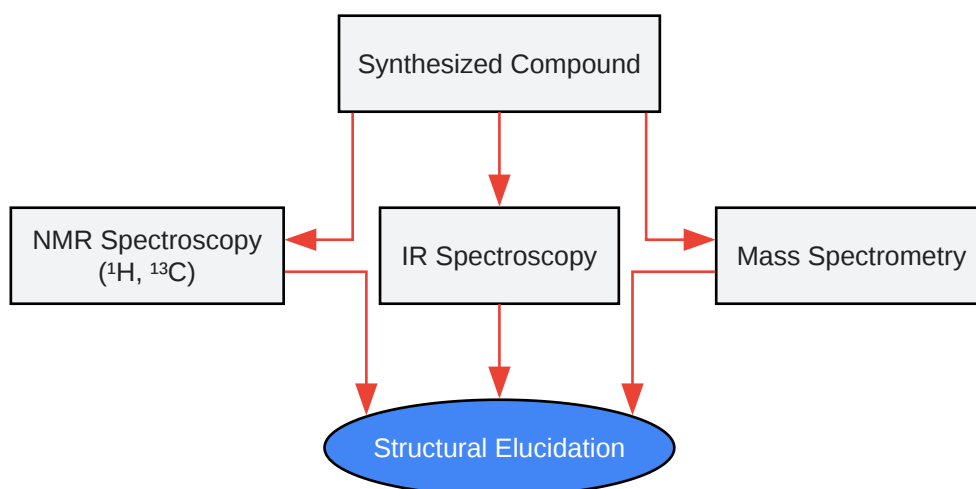 Synthesized Compound
NMR Spectroscopy
(¹H, ¹³C)
IR Spectroscopy
Mass Spectrometry
Structural Elucidation